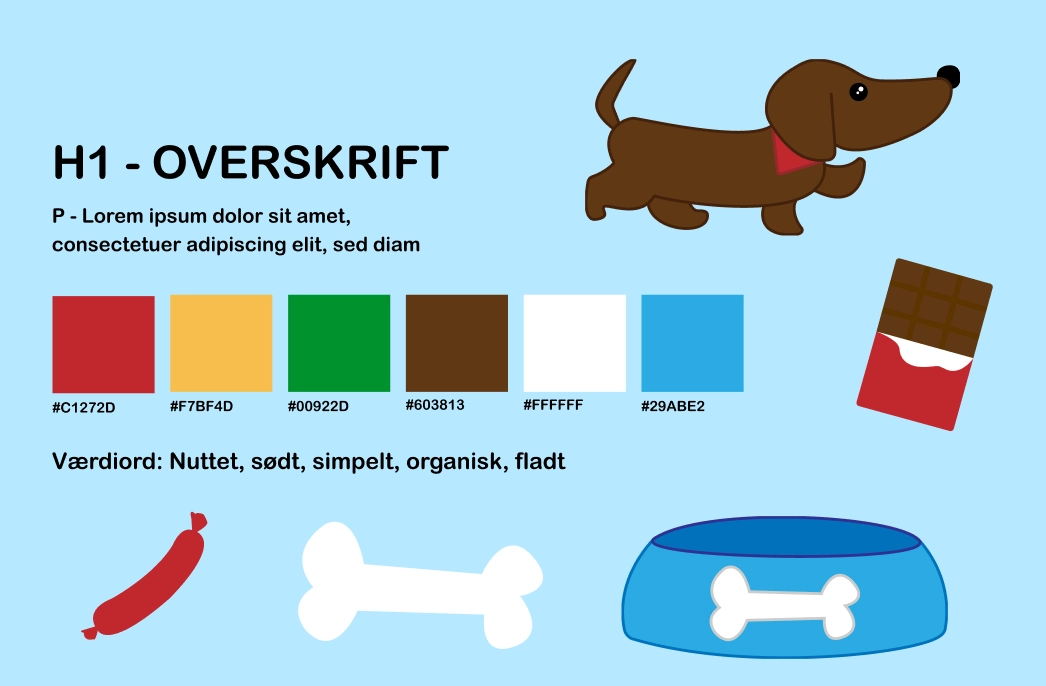 H1 - OVERSKRIFT
P - Lorem ipsum dolor sit amet,
consectetuer adipiscing elit, sed diam
#C1272D
#F7BF4D
#00922D
#603813
#FFFFFF
#29ABE2
Værdiord: Nuttet, sødt, simpelt, organisk, fladt